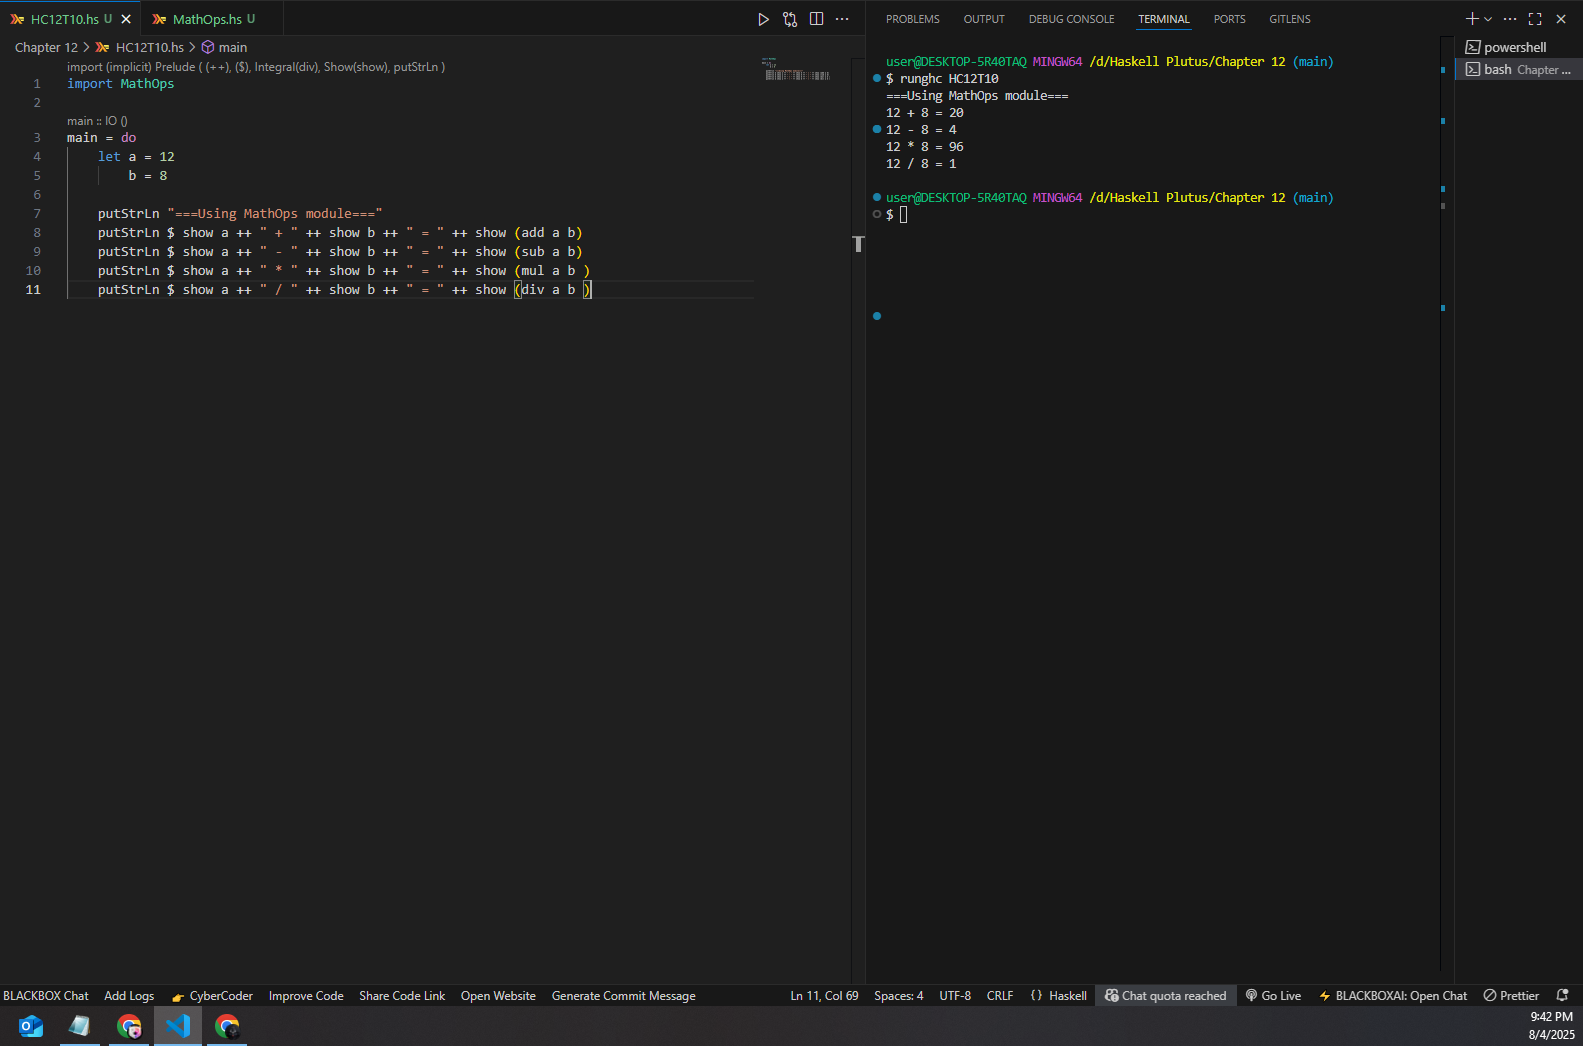 HC12T10.hs U
MathOps.hs U
Chapter 12 > HC12T10.hs > main
import (implicit) Prelude ( (++), ($), Integral(div), Show(show), putStrLn )
1 import MathOps
2
main :: IO ()
3 main = do
4 let a = 12
5 b = 8
6
7 putStrLn "===Using MathOps module==="
8 putStrLn $ show a ++ " + " ++ show b ++ " = " ++ show (add a b)
9 putStrLn $ show a ++ " - " ++ show b ++ " = " ++ show (sub a b)
10 putStrLn $ show a ++ " * " ++ show b ++ " = " ++ show (mul a b )
11 putStrLn $ show a ++ " / " ++ show b ++ " = " ++ show (div a b )
PROBLEMS OUTPUT DEBUG CONSOLE TERMINAL PORTS GITLENS
user@DESKTOP-5R40TAQ MINGW64 /d/Haskell Plutus/Chapter 12 (main)
$ runghc HC12T10
===Using MathOps module===
12 + 8 = 20
12 - 8 = 4
12 * 8 = 96
12 / 8 = 1
user@DESKTOP-5R40TAQ MINGW64 /d/Haskell Plutus/Chapter 12 (main)
$
powershell
bash Chapter ...
BLACKBOX Chat Add Logs CyberCoder Improve Code Share Code Link Open Website Generate Commit Message Ln 11, Col 69 Spaces: 4 UTF-8 CRLF {} Haskell Chat quota reached Go Live BLACKBOXAI: Open Chat Prettier
9:42 PM
8/4/2025